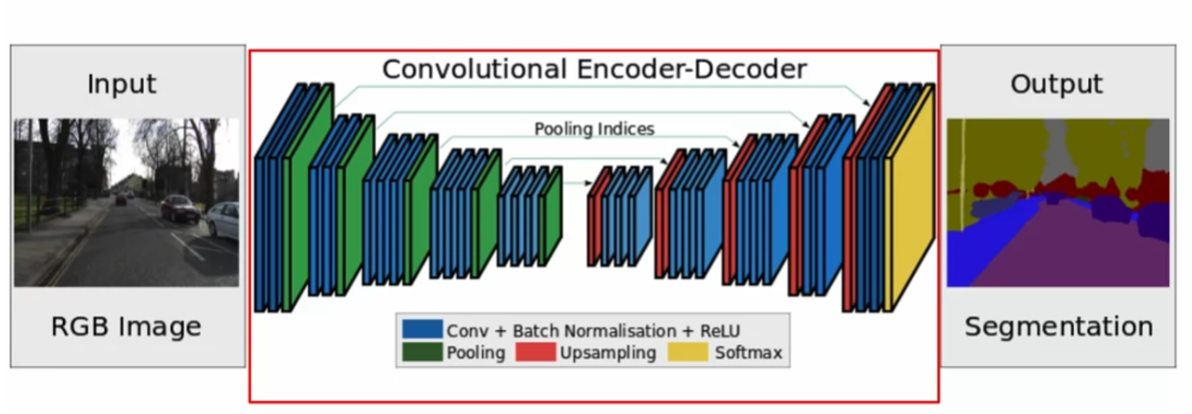 Input
RGB Image
Convolutional Encoder-Decoder
Pooling Indices
Conv + Batch Normalisation + ReLU
Pooling Upsampling Softmax
Output
Segmentation